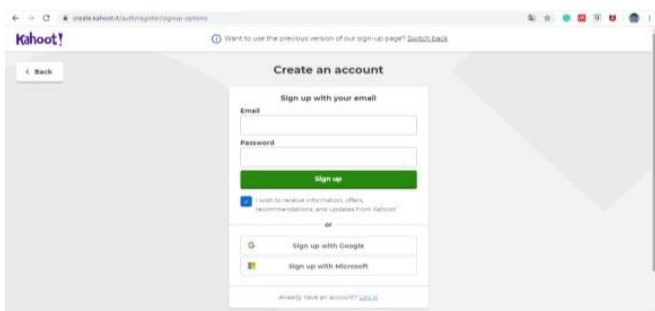 create.kahoot.it/auth/register/signup-options
Kahoot!
Want to use the previous version of our sign-up page? Switch back
Back
Create an account
Sign up with your email
Email
Password
Sign up
I wish to receive information, offers,
recommendations, and updates from Kahoot!
or
Sign up with Google
Sign up with Microsoft
Already have an account? Log in